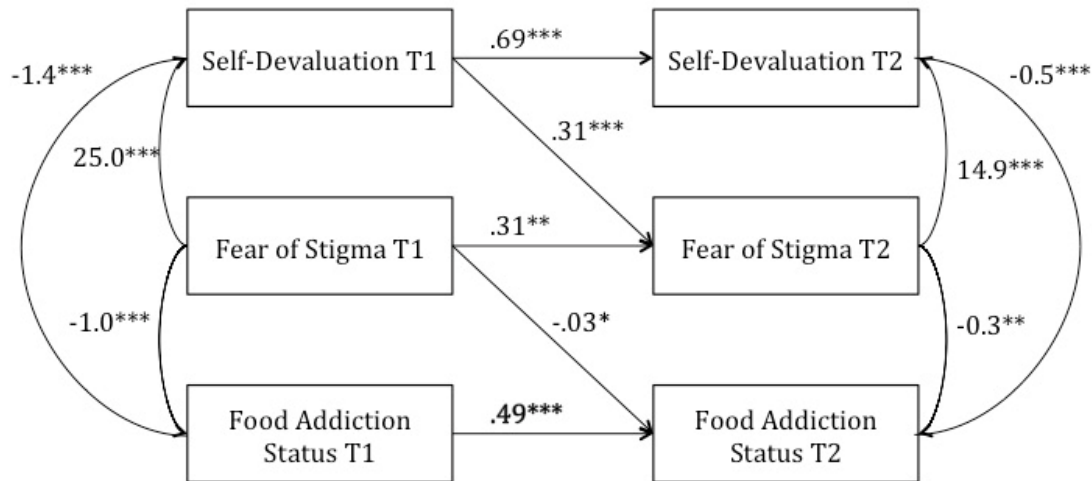 -1.4***
Self-Devaluation T1
.69***
Self-Devaluation T2
-0.5***
25.0***
.31***
14.9***
Fear of Stigma T1
.31**
Fear of Stigma T2
-1.0***
-.03*
-0.3**
Food Addiction
Status T1
.49***
Food Addiction
Status T2